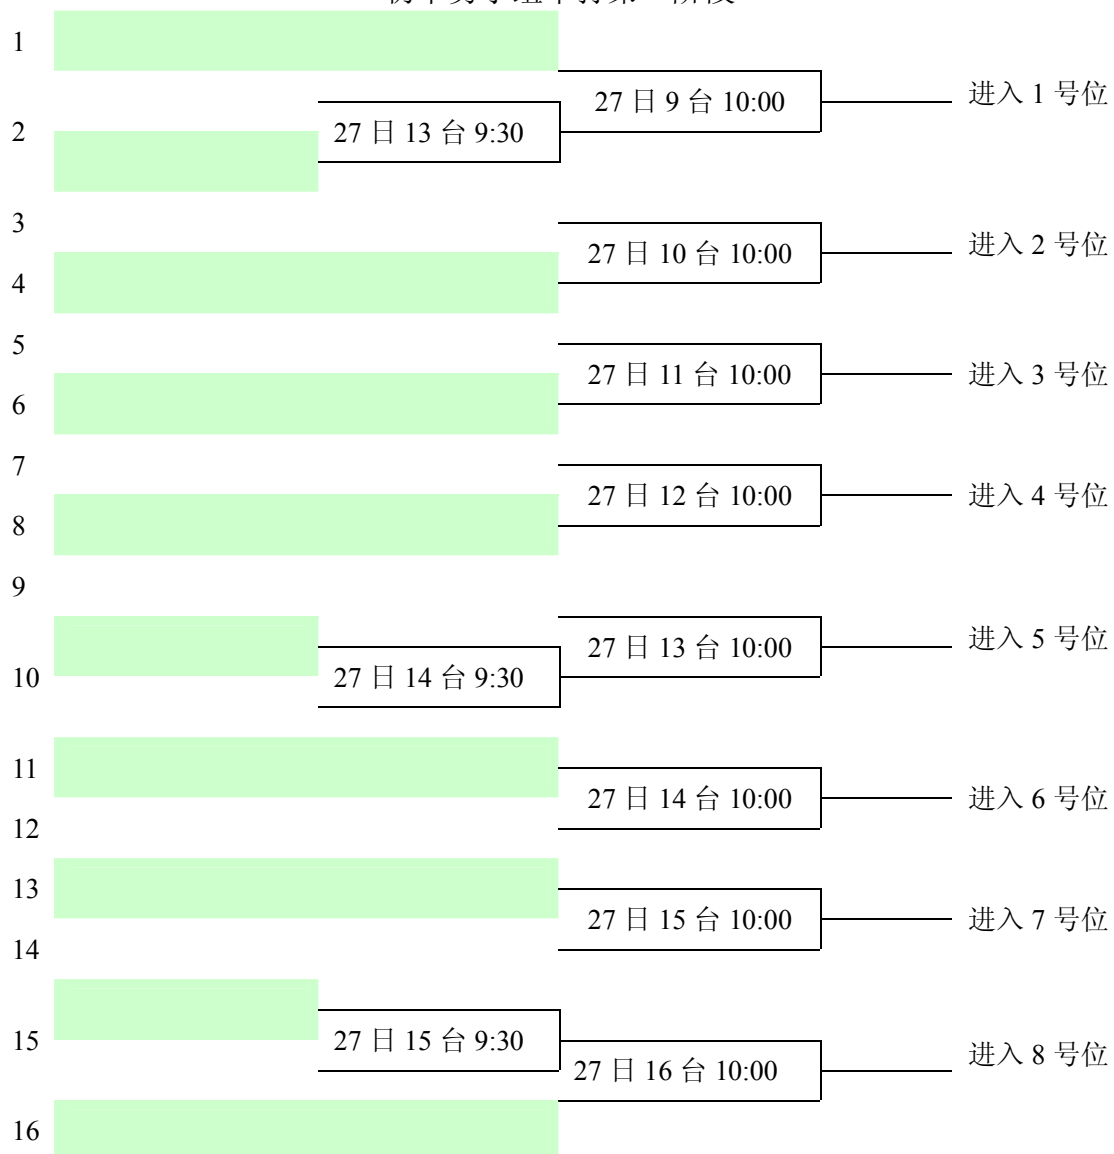 1
27 日 9 台 10:00
进入 1 号位
2
27 日 13 台 9:30
3
27 日 10 台 10:00
进入 2 号位
4
5
27 日 11 台 10:00
进入 3 号位
6
7
27 日 12 台 10:00
进入 4 号位
8
9
27 日 13 台 10:00
进入 5 号位
10
27 日 14 台 9:30
11
27 日 14 台 10:00
进入 6 号位
12
13
27 日 15 台 10:00
进入 7 号位
14
15
27 日 15 台 9:30
进入 8 号位
27 日 16 台 10:00
16